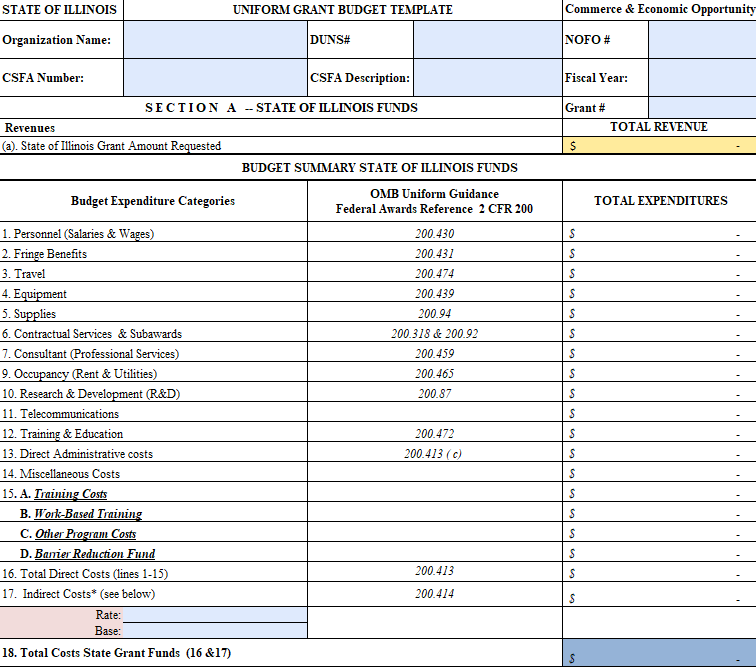 STATE OF ILLINOIS UNIFORM GRANT BUDGET TEMPLATE Commerce & Economic Opportunity
Organization Name: DUNS# NOFO #
CSFA Number: CSFA Description: Fiscal Year:
SECTION A -- STATE OF ILLINOIS FUNDS Grant #
Revenues TOTAL REVENUE
(a). State of Illinois Grant Amount Requested $ -
BUDGET SUMMARY STATE OF ILLINOIS FUNDS
Budget Expenditure Categories OMB Uniform Guidance Federal Awards Reference 2 CFR 200 TOTAL EXPENDITURES
1. Personnel (Salaries & Wages) 200.430 $ -
2. Fringe Benefits 200.431 $ -
3. Travel 200.474 $ -
4. Equipment 200.439 $ -
5. Supplies 200.94 $ -
6. Contractual Services & Subawards 200.318 & 200.92 $ -
7. Consultant (Professional Services) 200.459 $ -
9. Occupancy (Rent & Utilities) 200.465 $ -
10. Research & Development (R&D) 200.87 $ -
11. Telecommunications $ -
12. Training & Education 200.472 $ -
13. Direct Administrative costs 200.413 ( c) $ -
14. Miscellaneous Costs $ -
15. A. Training Costs $ -
B. Work-Based Training $ -
C. Other Program Costs $ -
D. Barrier Reduction Fund $ -
16. Total Direct Costs (lines 1-15) 200.413 $ -
17. Indirect Costs* (see below) 200.414 $ -
Rate:
Base:
18. Total Costs State Grant Funds (16 &17) $ -